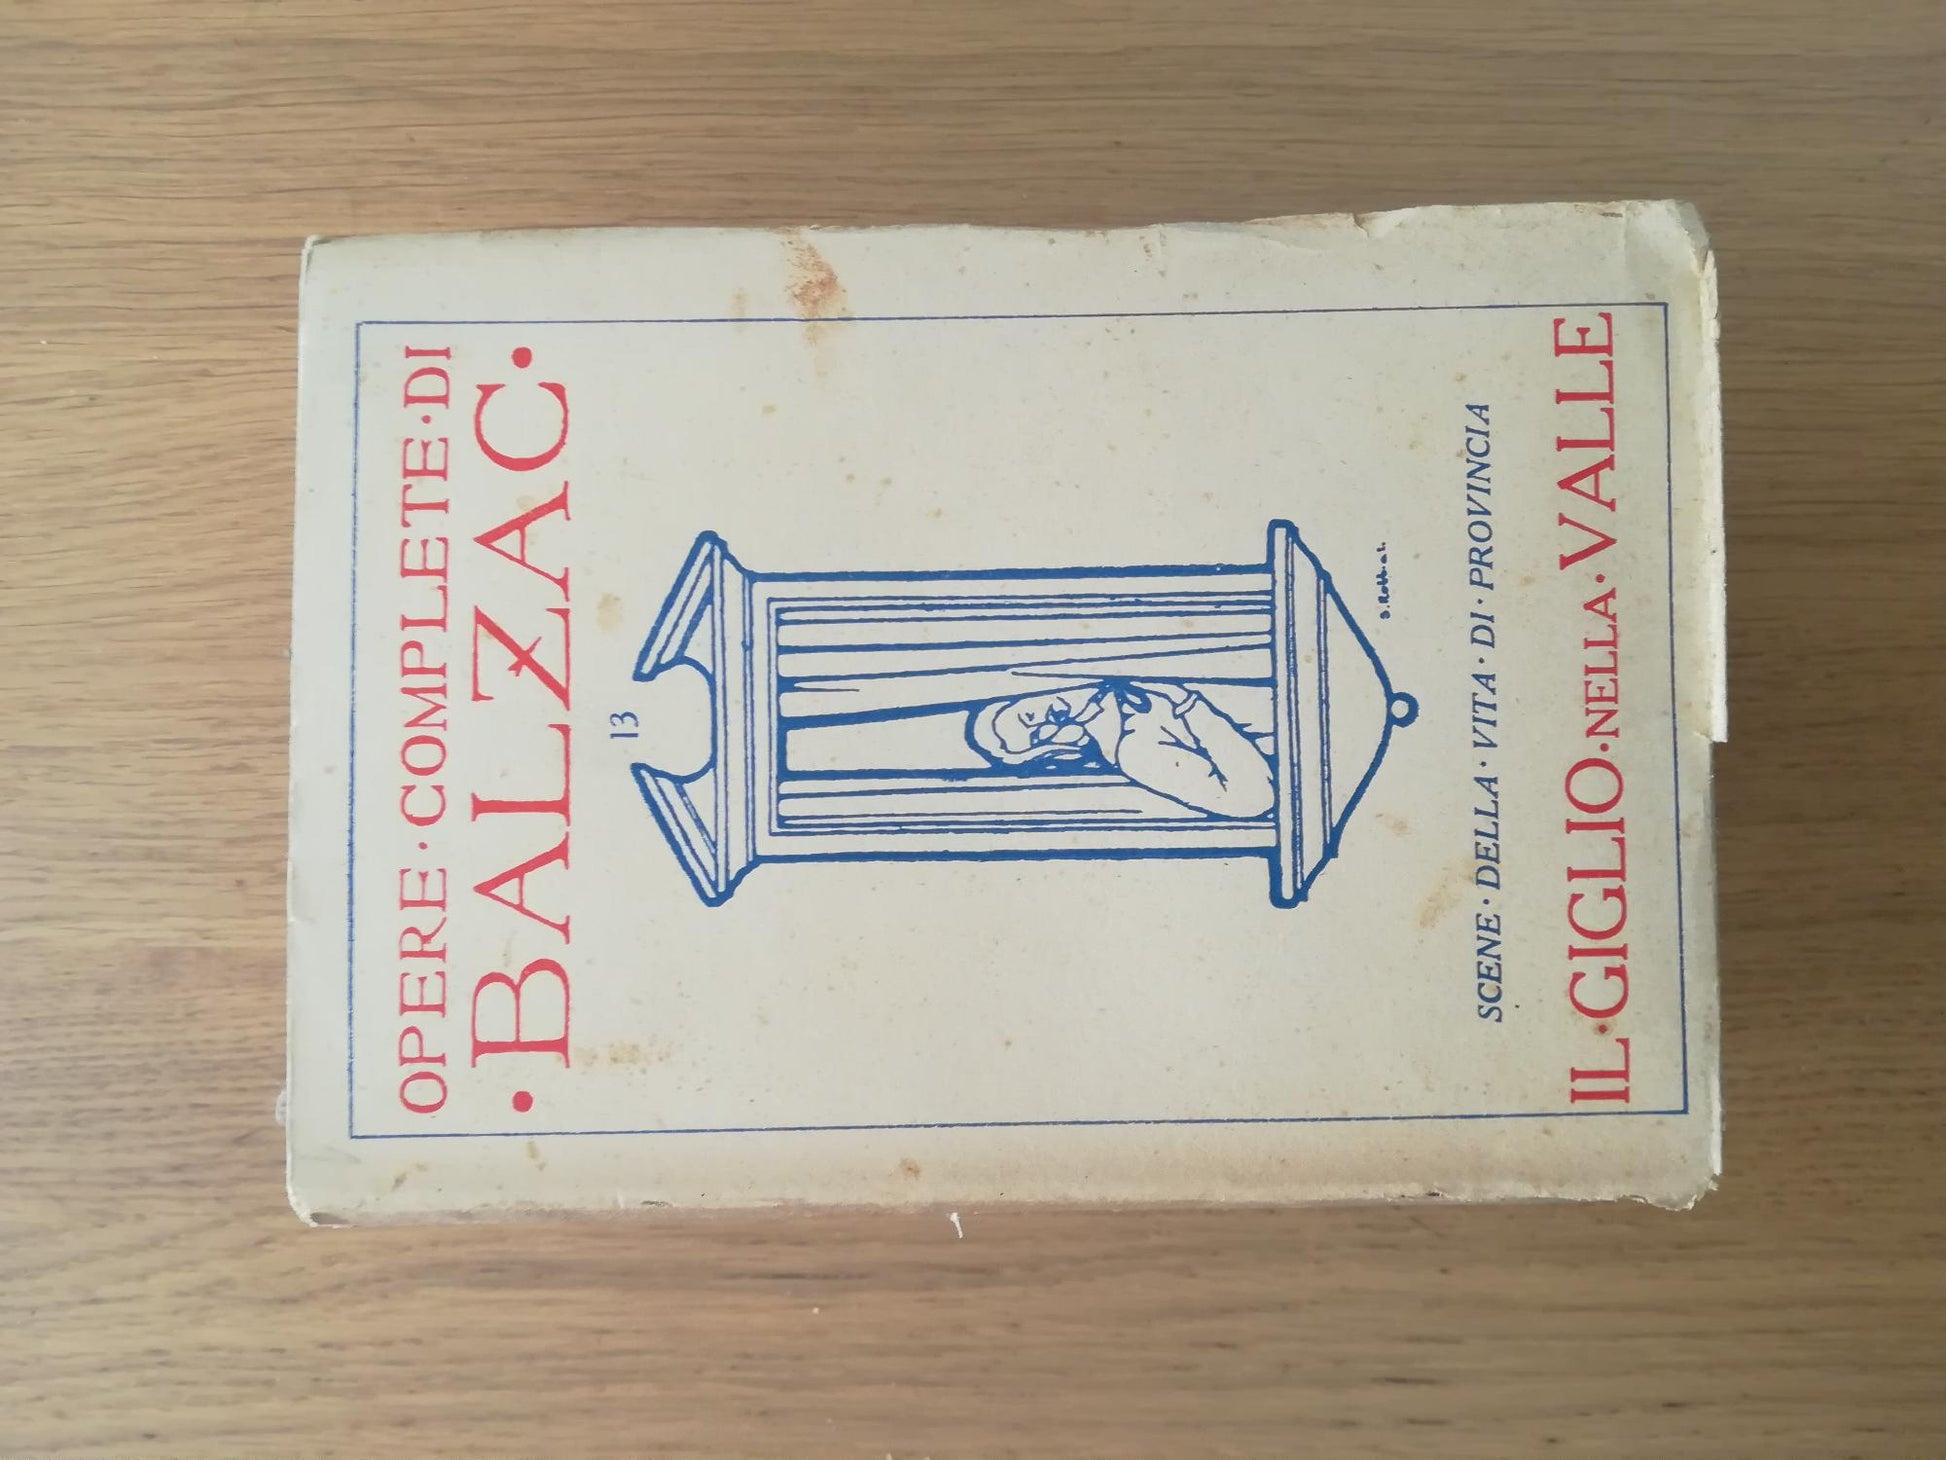 OPERE·COMPLETE·DI
·BALZAC·
13
SCENE·DELLA·VITA·DI·PROVINCIA
IL·GIGLIO·NELLA·VALLE